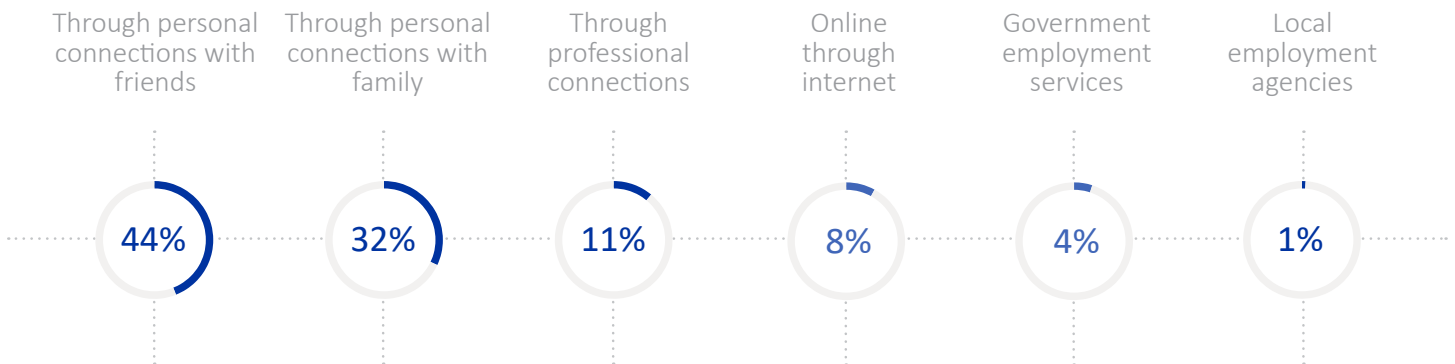 Through personal
connections with
friends
Through personal
connections with
family
Through
professional
connections
Online
through
internet
Government
employment
services
Local
employment
agencies
44%
32%
11%
8%
4%
1%